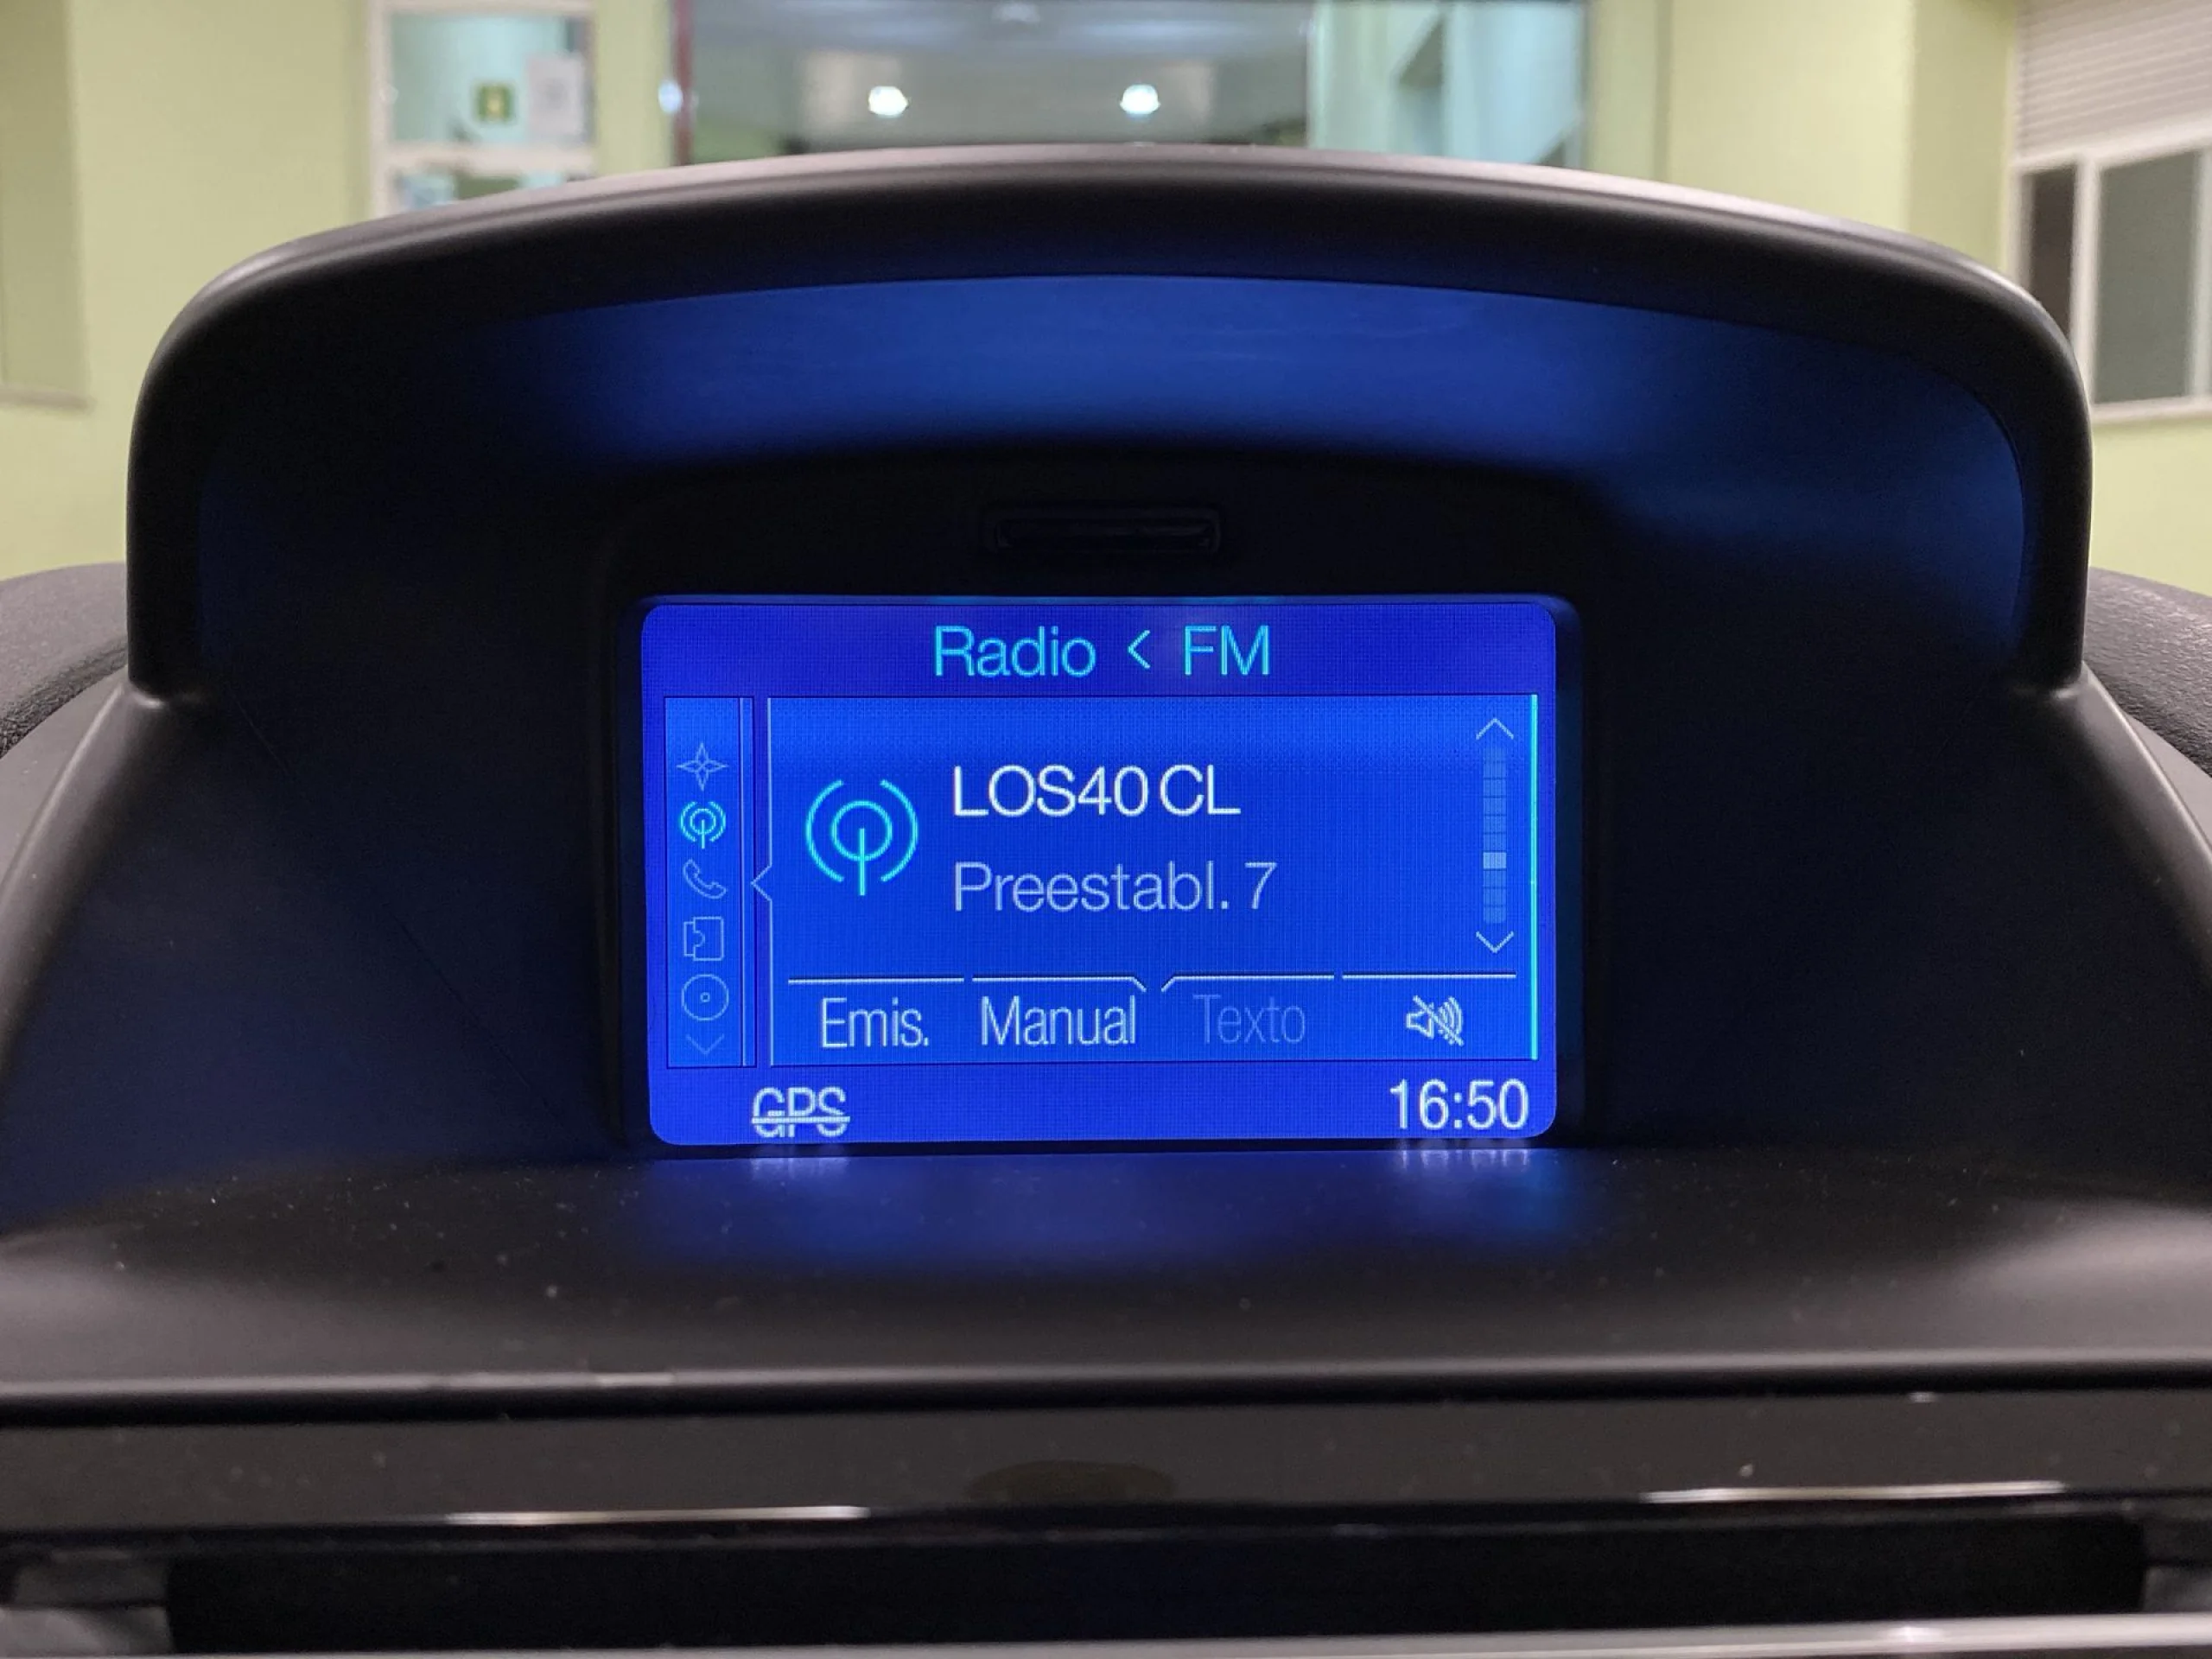 Radio < FM
LOS40 CL
Preestabl. 7
Emis. Manual Texto
GPS 16:50